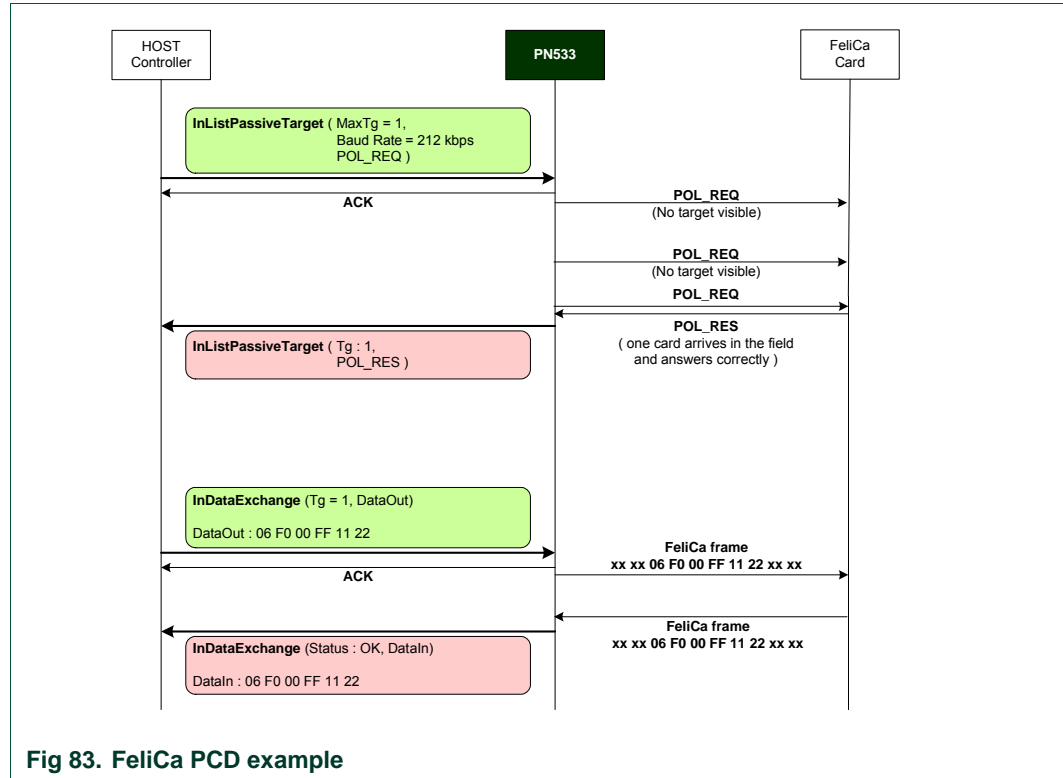 HOST
Controller
PN533
FeliCa
Card
InListPassiveTarget ( MaxTg = 1,
Baud Rate = 212 kbps
POL_REQ )
ACK
POL_REQ
(No target visible)
POL_REQ
(No target visible)
POL_REQ
POL_RES
( one card arrives in the field
and answers correctly )
InListPassiveTarget ( Tg : 1,
POL_RES )
InDataExchange (Tg = 1, DataOut)
DataOut : 06 F0 00 FF 11 22
ACK
FeliCa frame
xx xx 06 F0 00 FF 11 22 xx xx
FeliCa frame
xx xx 06 F0 00 FF 11 22 xx xx
InDataExchange (Status : OK, DataIn)
DataIn : 06 F0 00 FF 11 22
Fig 83. FeliCa PCD example